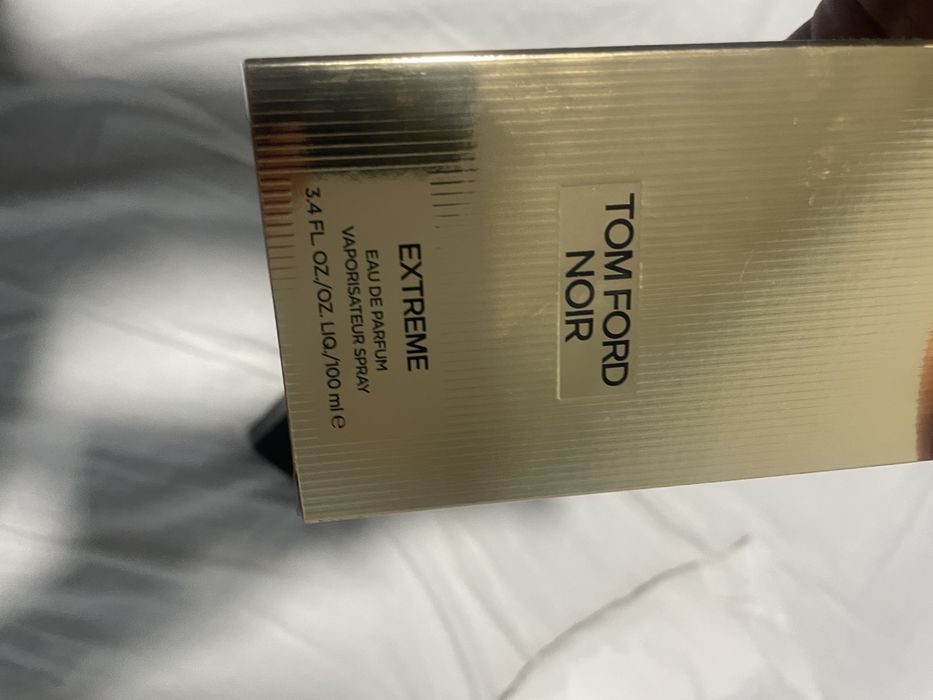 TOM FORD
NOIR
EXTREME
EAU DE PARFUM
VAPORISATEUR SPRAY
3,4 FL. OZ./OZ. LIQ./100 ml ℮